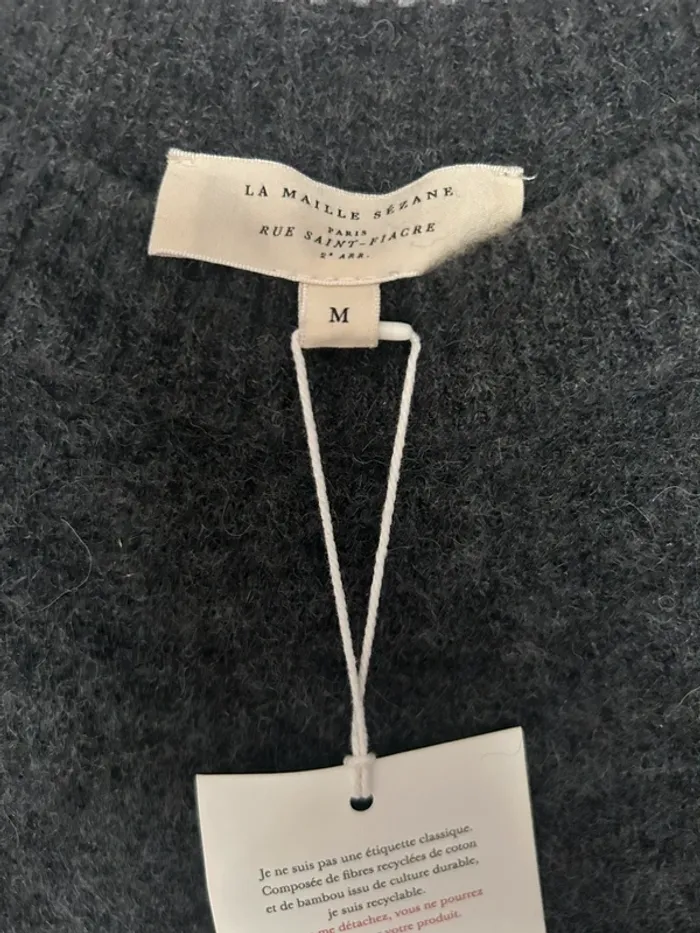 LA MAILLE SÉZANE
PARIS
RUE SAINT-FIACRE
2ᵉ ARR.
M
Je ne suis pas une étiquette classique.
Composée de fibres recyclées de coton
et de bambou issu de culture durable,
je suis recyclable.
me détachez, vous ne pourrez
votre produit.